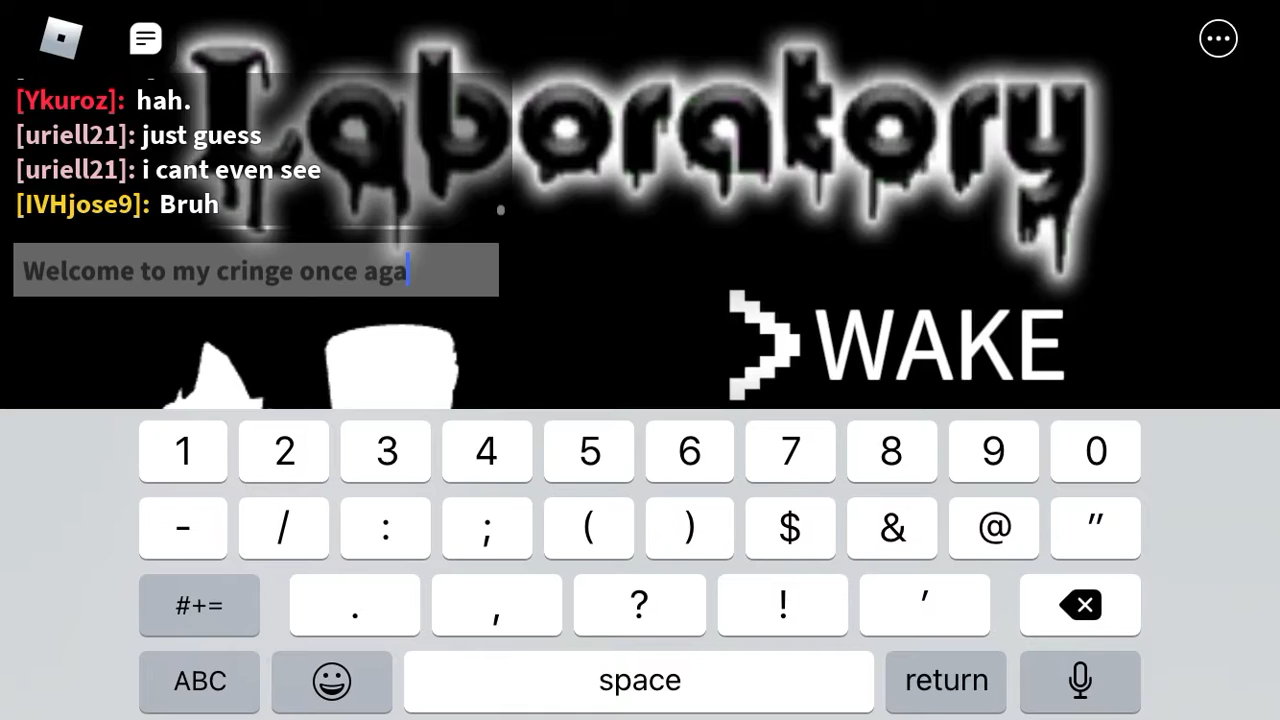 Laboratory
[Ykuroz]: hah.
[uriell21]: just guess
[uriell21]: i cant even see
[IVHjose9]: Bruh
Welcome to my cringe once aga
WAKE
1 2 3 4 5 6 7 8 9 0
- / : ; ( ) $ & @ "
#+= . , ? ! '
ABC space return